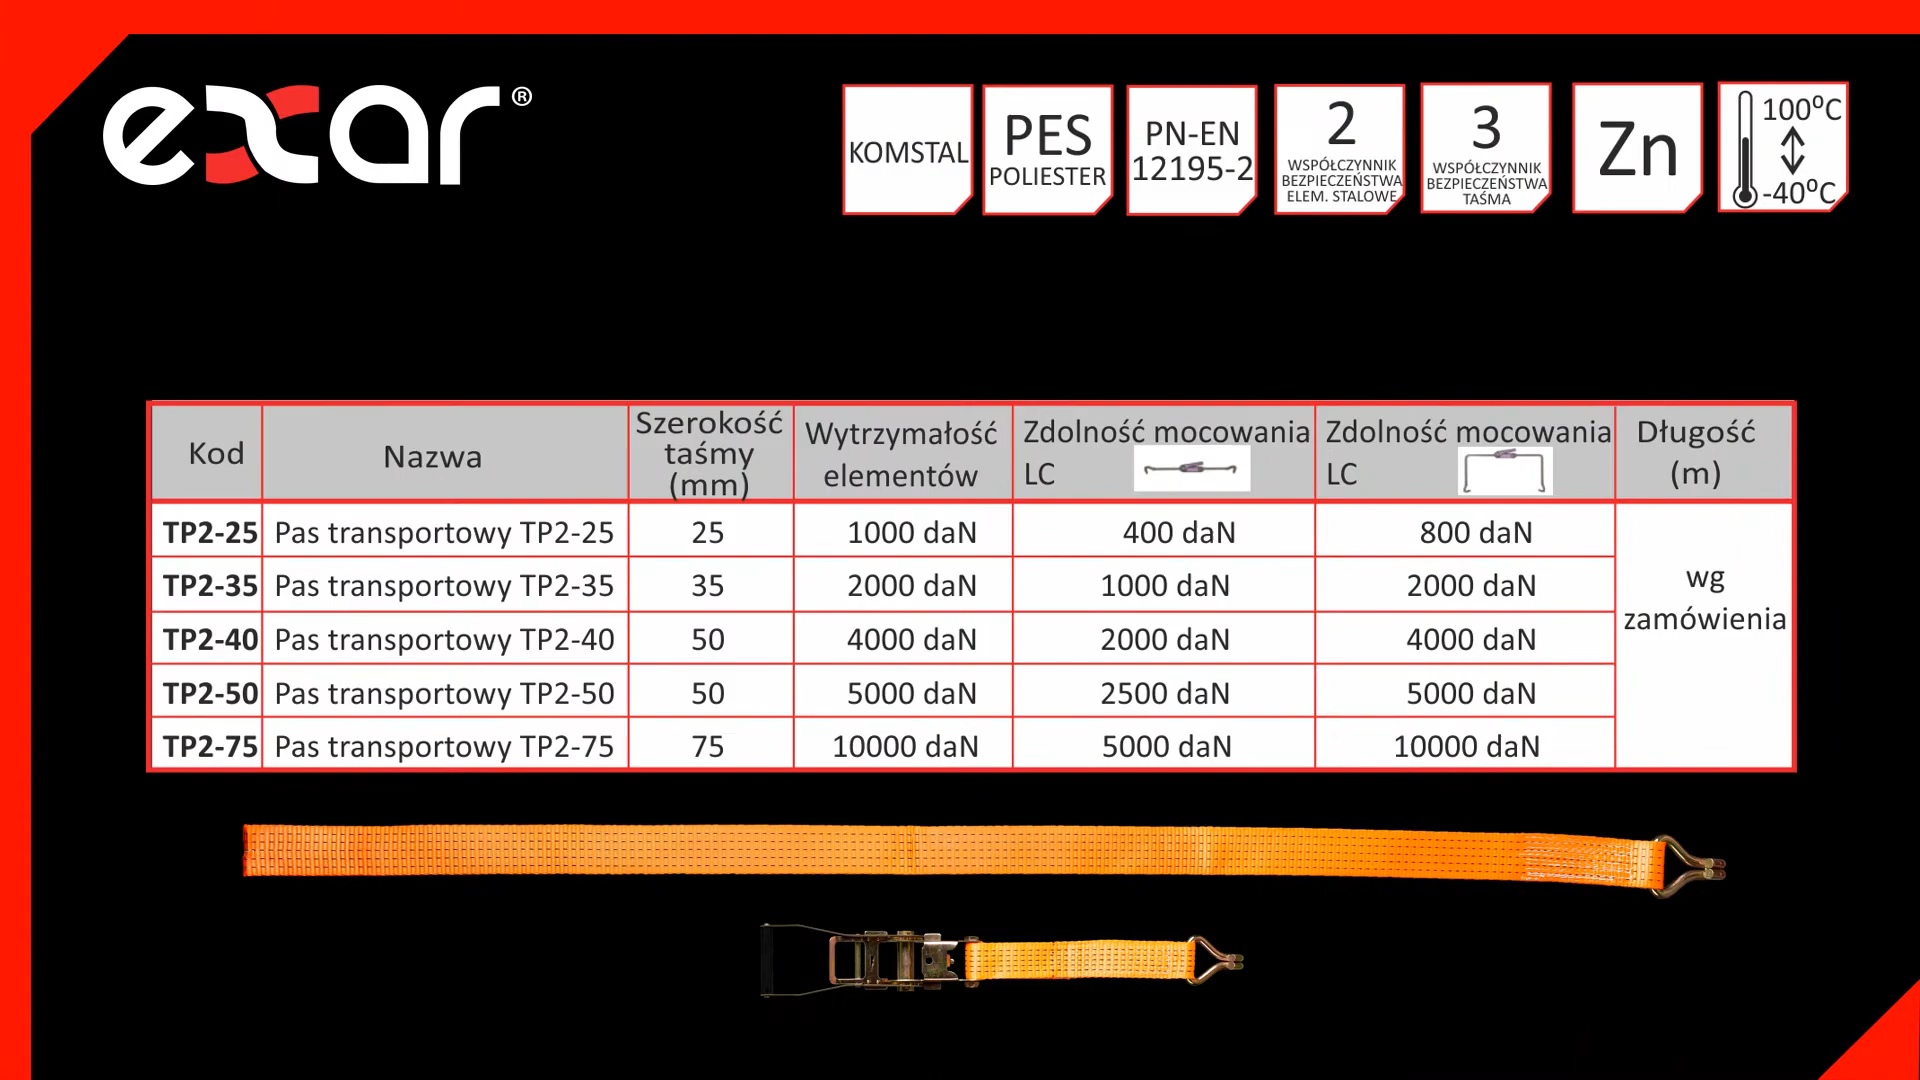 exar®
KOMSTAL
PES
POLIESTER
PN-EN
12195-2
2
WSPÓŁCZYNNIK
BEZPIECZEŃSTWA
ELEM. STALOWE
3
WSPÓŁCZYNNIK
BEZPIECZEŃSTWA
TAŚMA
Zn
100ºC
-40ºC
Kod
Nazwa
Szerokość
taśmy
(mm)
Wytrzymałość
elementów
Zdolność mocowania
LC
Zdolność mocowania
LC
Długość
(m)
TP2-25 Pas transportowy TP2-25 25 1000 daN 400 daN 800 daN
TP2-35 Pas transportowy TP2-35 35 2000 daN 1000 daN 2000 daN
TP2-40 Pas transportowy TP2-40 50 4000 daN 2000 daN 4000 daN
TP2-50 Pas transportowy TP2-50 50 5000 daN 2500 daN 5000 daN
TP2-75 Pas transportowy TP2-75 75 10000 daN 5000 daN 10000 daN
wg
zamówienia